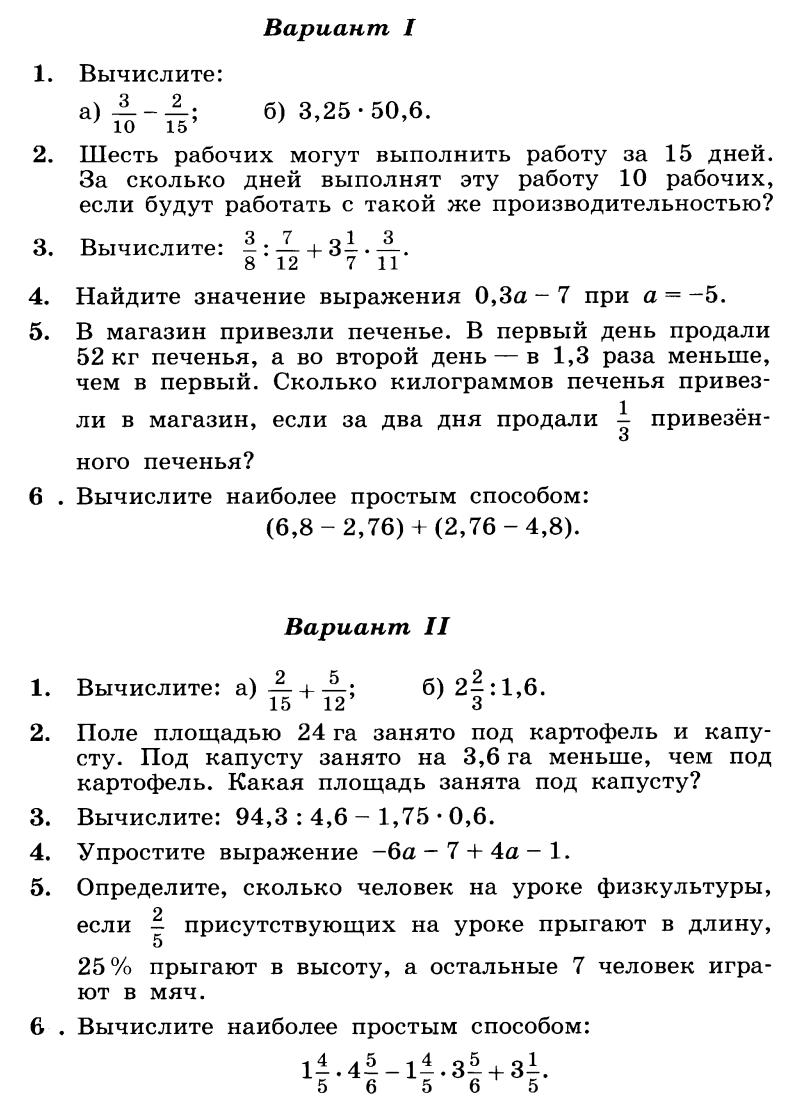 Вариант I
1. Вычислите:
а) 3/10 − 2/15; б) 3,25 · 50,6.
2. Шесть рабочих могут выполнить работу за 15 дней.
За сколько дней выполнят эту работу 10 рабочих,
если будут работать с такой же производительностью?
3. Вычислите: 3/8 : 7/12 + 3 1/7 · 3/11.
4. Найдите значение выражения 0,3a − 7 при a = −5.
5. В магазин привезли печенье. В первый день продали
52 кг печенья, а во второй день — в 1,3 раза меньше,
чем в первый. Сколько килограммов печенья привез-
ли в магазин, если за два дня продали 1/3 привезён-
ного печенья?
6 . Вычислите наиболее простым способом:
(6,8 − 2,76) + (2,76 − 4,8).
Вариант II
1. Вычислите: а) 2/15 + 5/12; б) 2 2/3 : 1,6.
2. Поле площадью 24 га занято под картофель и капу-
сту. Под капусту занято на 3,6 га меньше, чем под
картофель. Какая площадь занята под капусту?
3. Вычислите: 94,3 : 4,6 − 1,75 · 0,6.
4. Упростите выражение −6a − 7 + 4a − 1.
5. Определите, сколько человек на уроке физкультуры,
если 2/5 присутствующих на уроке прыгают в длину,
25 % прыгают в высоту, а остальные 7 человек игра-
ют в мяч.
6 . Вычислите наиболее простым способом:
1 4/5 · 4 5/6 − 1 4/5 · 3 5/6 + 3 1/5.